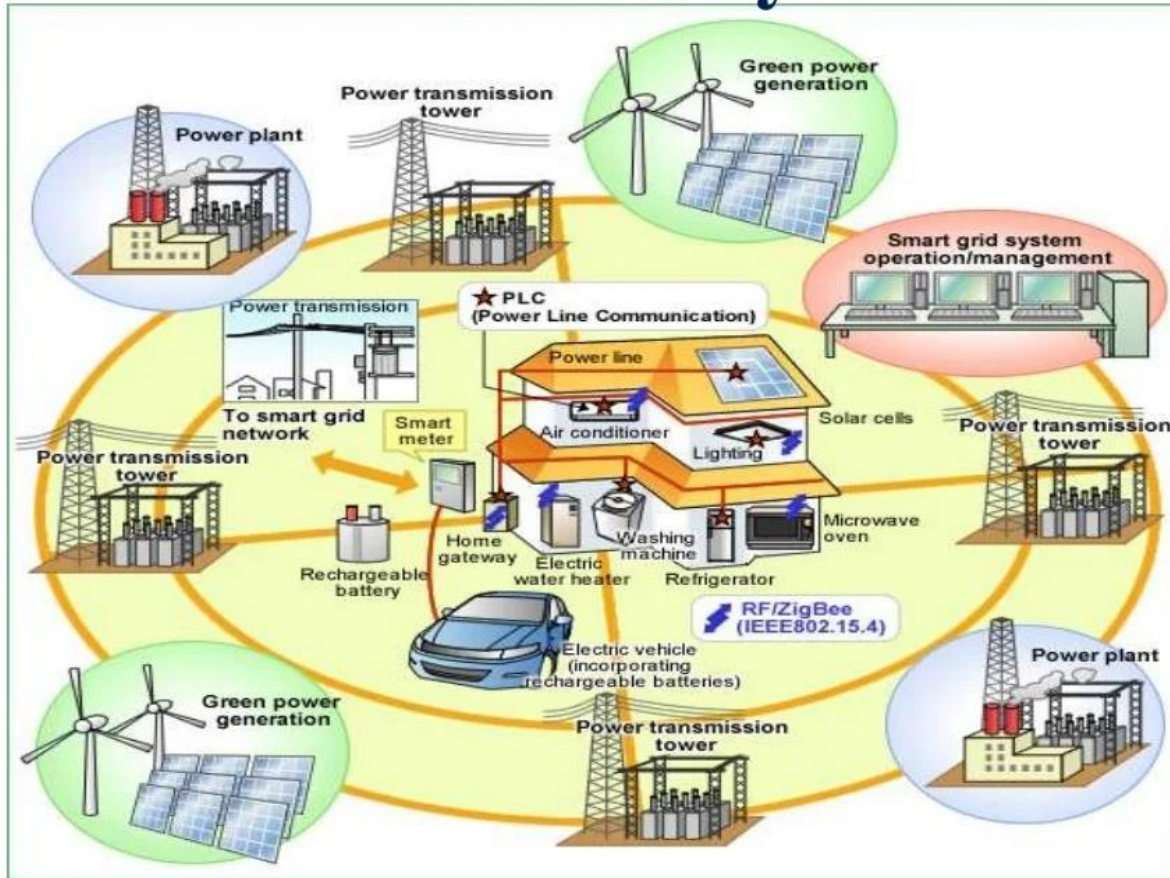 Power transmission
tower
Green power
generation
Power plant
Smart grid system
operation/management
PLC
(Power Line Communication)
Power transmission
Power line
To smart grid
network
Smart
meter
Air conditioner
Solar cells
Lighting
Power transmission
tower
Power transmission
tower
Home
gateway
Electric
water heater
Washing
machine
Refrigerator
Microwave
oven
Rechargeable
battery
RF/ZigBee
(IEEE802.15.4)
Electric vehicle
(incorporating
rechargeable batteries)
Power plant
Green power
generation
Power transmission
tower